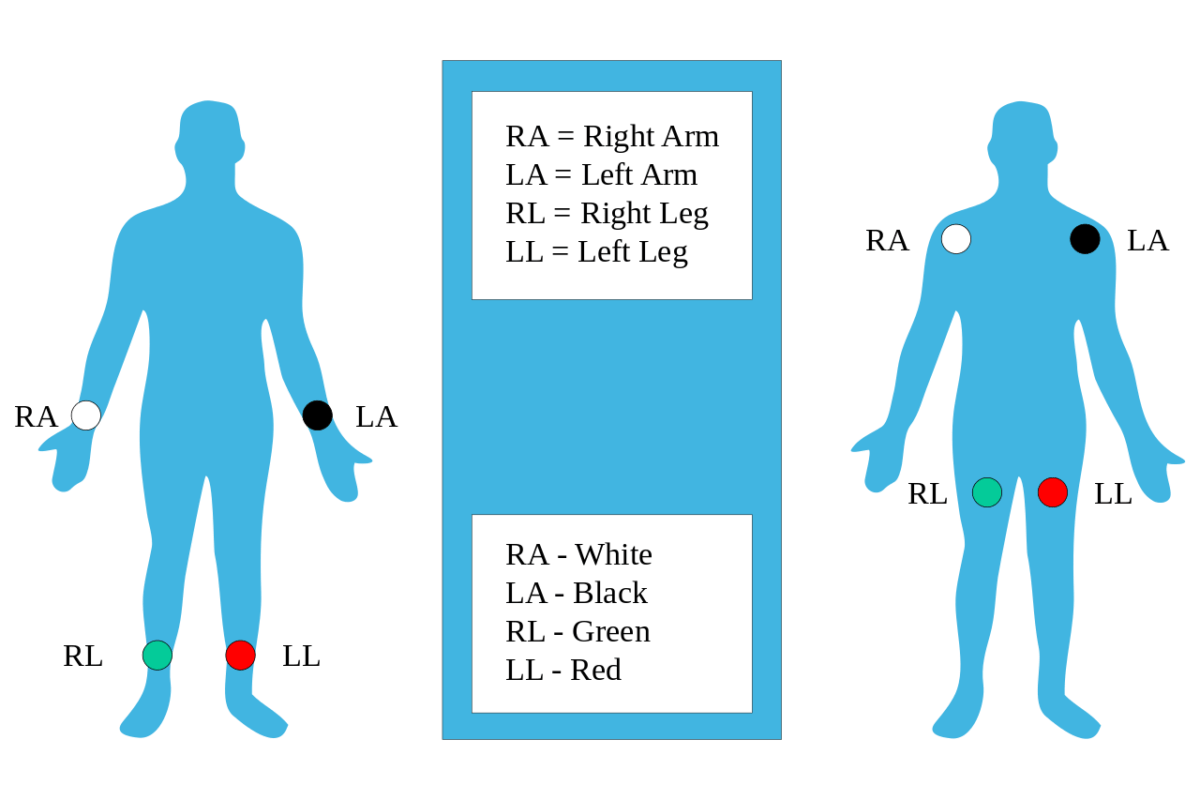 RA = Right Arm
LA = Left Arm
RL = Right Leg
LL = Left Leg
RA
LA
RL
LL
RA
LA
RL
LL
RA - White
LA - Black
RL - Green
LL - Red